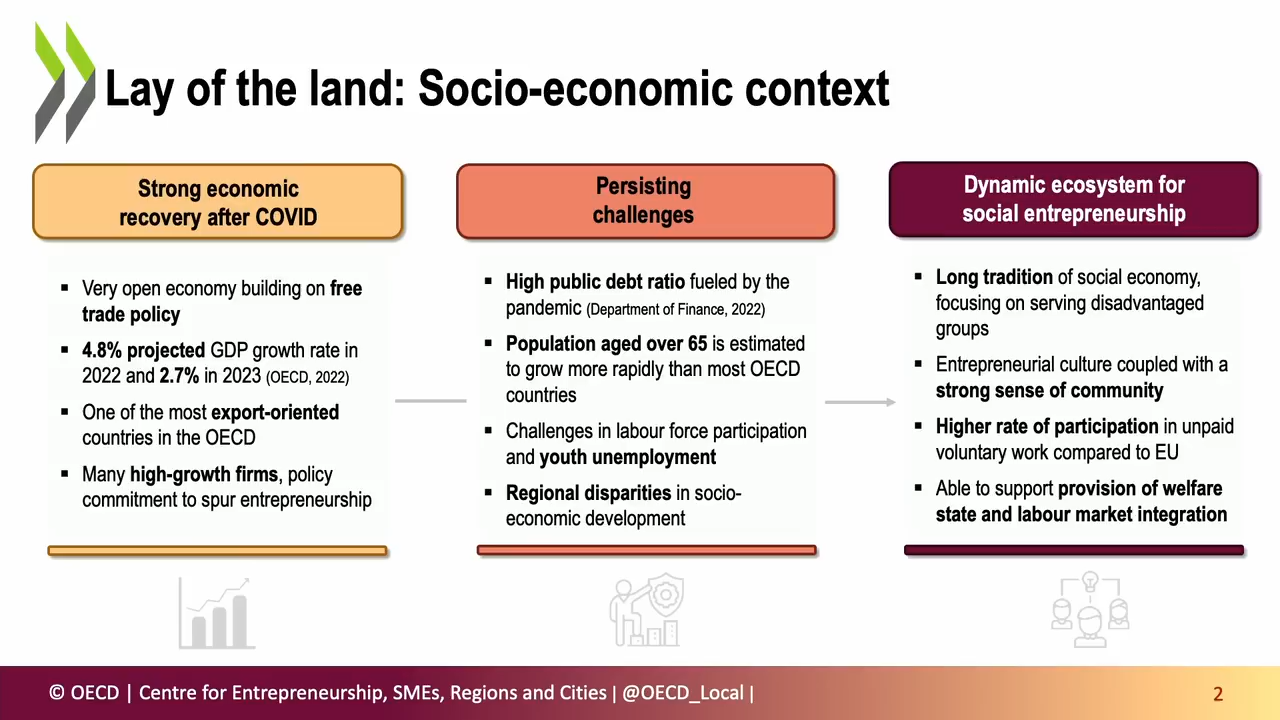 Lay of the land: Socio-economic context
Strong economic
recovery after COVID
▪ Very open economy building on free
trade policy
▪ 4.8% projected GDP growth rate in
2022 and 2.7% in 2023 (OECD, 2022)
▪ One of the most export-oriented
countries in the OECD
▪ Many high-growth firms, policy
commitment to spur entrepreneurship
Persisting
challenges
▪ High public debt ratio fueled by the
pandemic (Department of Finance, 2022)
▪ Population aged over 65 is estimated
to grow more rapidly than most OECD
countries
▪ Challenges in labour force participation
and youth unemployment
▪ Regional disparities in socio-
economic development
Dynamic ecosystem for
social entrepreneurship
▪ Long tradition of social economy,
focusing on serving disadvantaged
groups
▪ Entrepreneurial culture coupled with a
strong sense of community
▪ Higher rate of participation in unpaid
voluntary work compared to EU
▪ Able to support provision of welfare
state and labour market integration
© OECD | Centre for Entrepreneurship, SMEs, Regions and Cities | @OECD_Local |
2